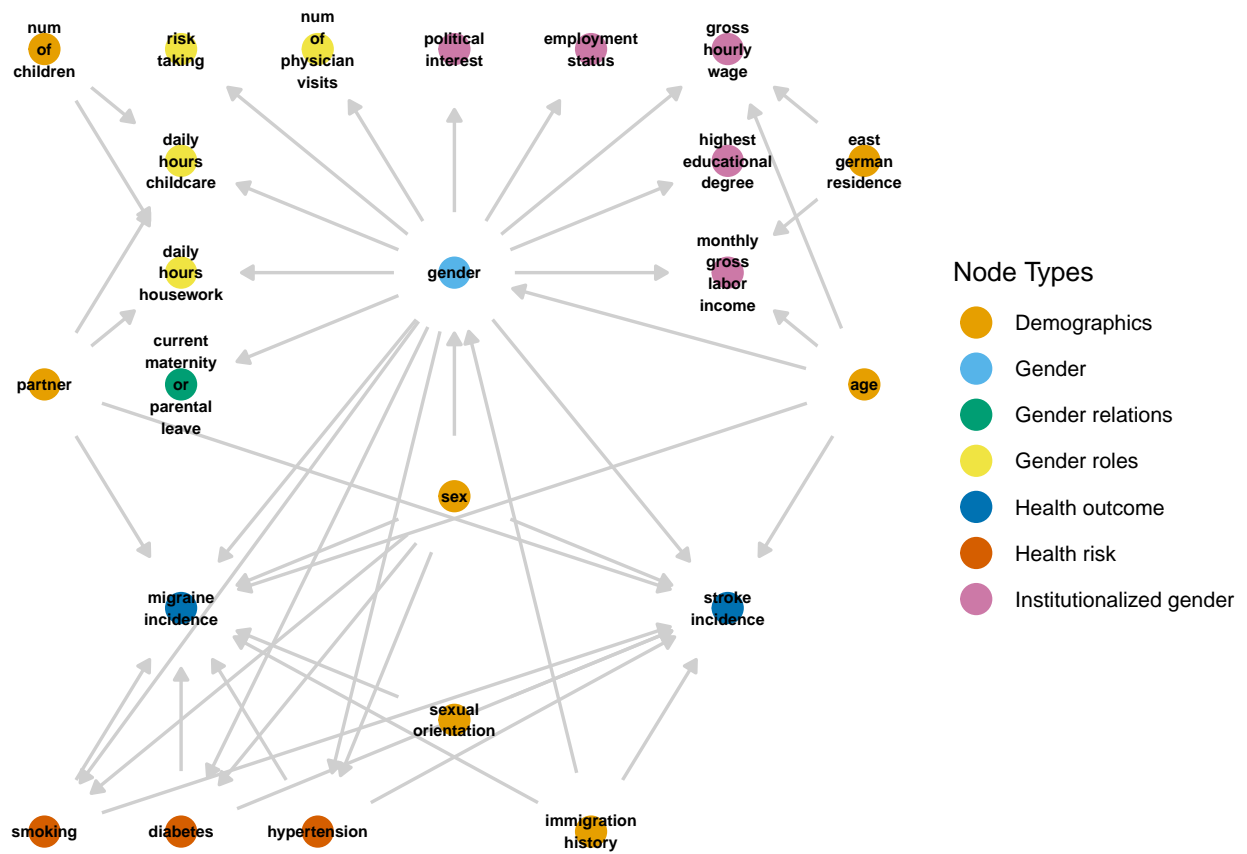 num
of
children
risk
taking
num
of
physician
visits
political
interest
employment
status
gross
hourly
wage
daily
hours
childcare
highest
educational
degree
east
german
residence
daily
hours
housework
gender
monthly
gross
labor
income
partner
current
maternity
or
parental
leave
age
sex
migraine
incidence
stroke
incidence
sexual
orientation
smoking
diabetes
hypertension
immigration
history
Node Types
Demographics
Gender
Gender relations
Gender roles
Health outcome
Health risk
Institutionalized gender